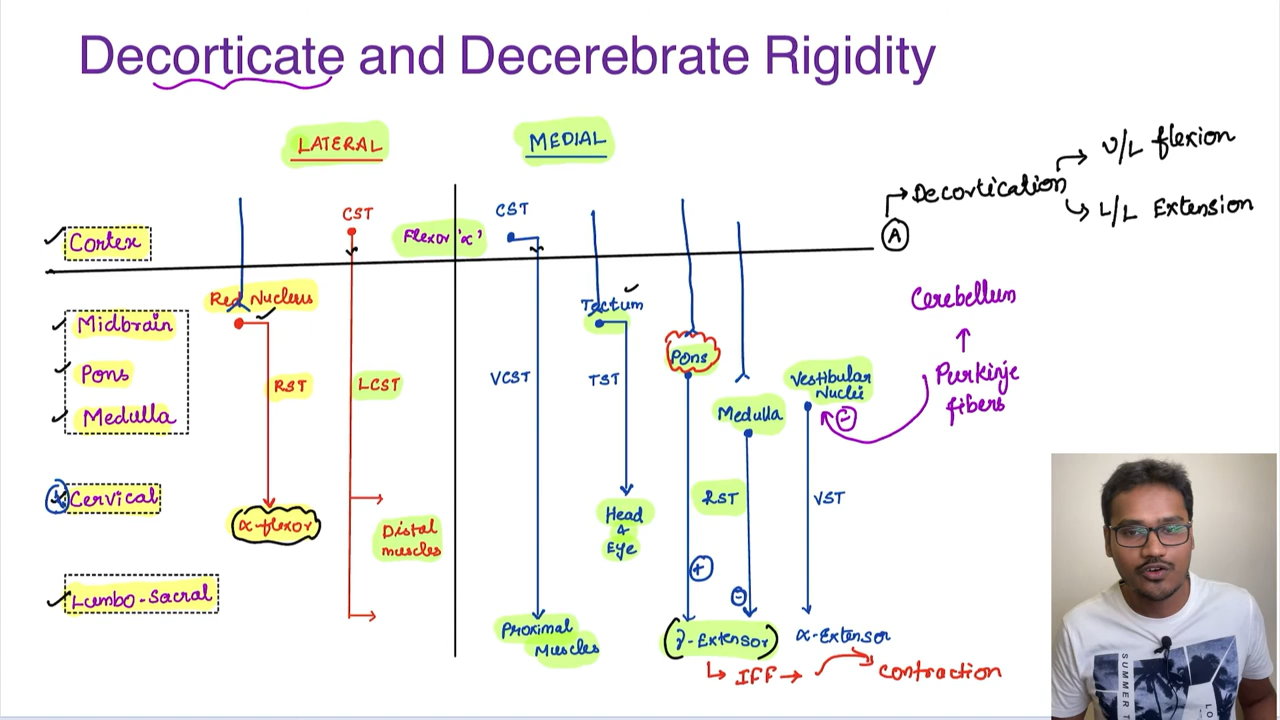 Decorticate and Decerebrate Rigidity
LATERAL
MEDIAL
U/L flexion
Decortication
L/L Extension
A
CST
CST
Flexor 'α'
Cortex
Red Nucleus
Tectum
Cerebellum
Midbrain
Pons
Pons
RST
LCST
VCST
TST
Vestibular
Nuclei
Purkinje
fibers
Medulla
Medulla
⊖
Cervical
RST
VST
α-flexor
Distal
muscles
Head
&
Eye
+
⊖
Lumbo-Sacral
Proximal
Muscles
(γ-Extensor)
α-Extensor
IFF
Contraction
SUMMER
LO